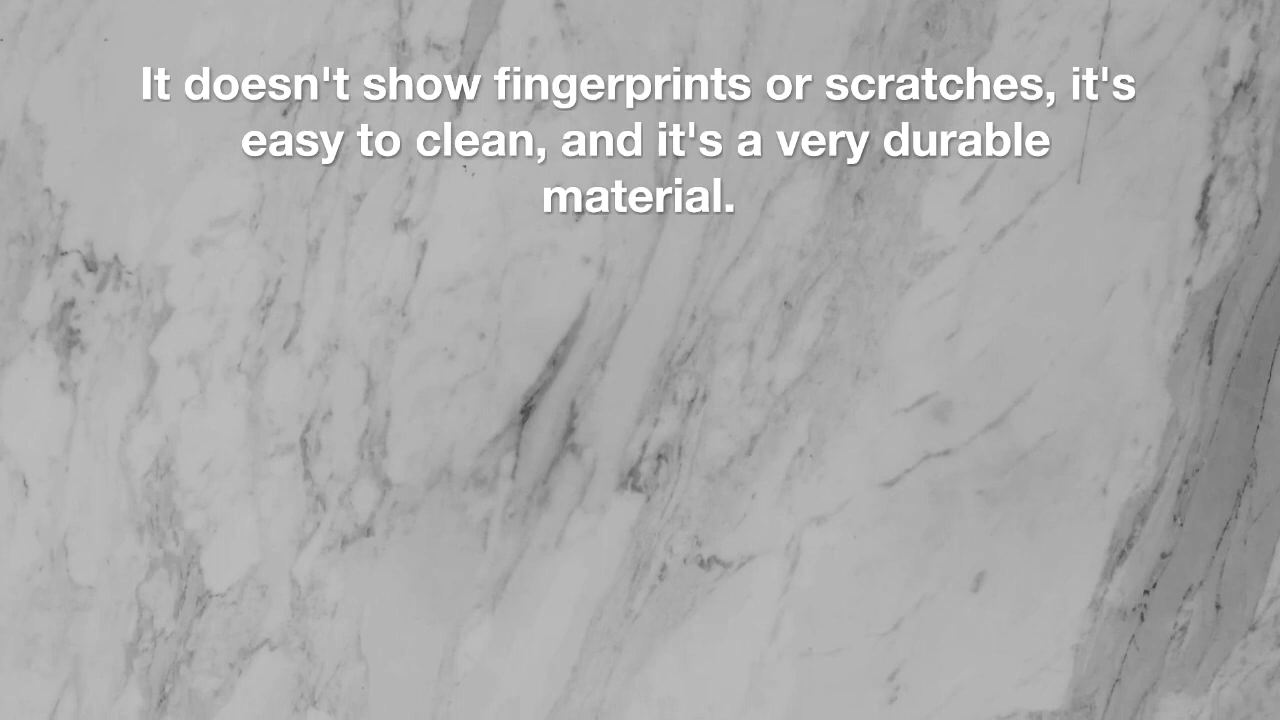 It doesn't show fingerprints or scratches, it's
easy to clean, and it's a very durable
material.